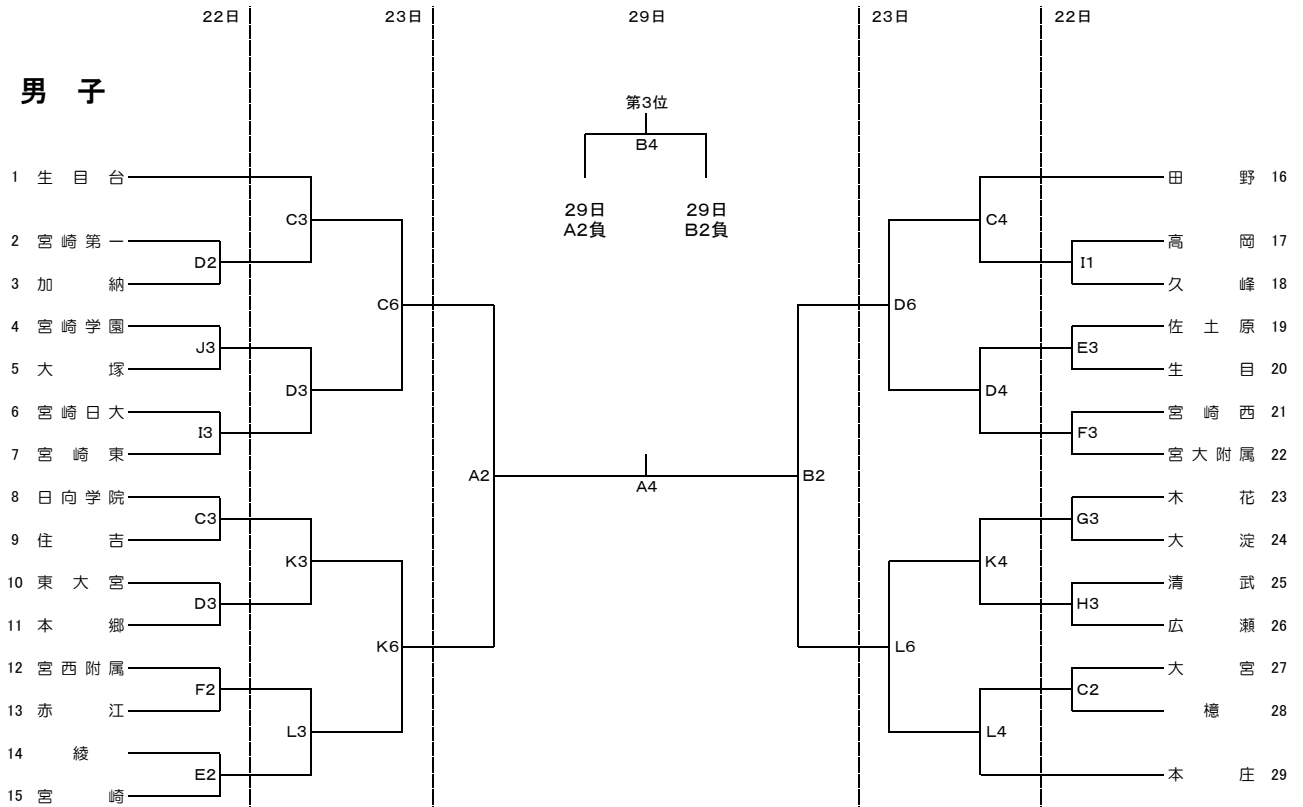 22日 23日 29日 23日 22日
男 子
第3位
B4
29日 29日
A2負 B2負
1 生目台
2 宮崎第一
3 加納
4 宮崎学園
5 大塚
6 宮崎日大
7 宮崎東
8 日向学院
9 住吉
10 東大宮
11 本郷
12 宮西附属
13 赤江
14 綾
15 宮崎
D2
J3
I3
C3
D3
F2
E2
C3
D3
K3
L3
C6
K6
A2
A4
B2
D6
L6
C4
D4
K4
L4
I1
E3
F3
G3
H3
C2
田野 16
高岡 17
久峰 18
佐土原 19
生目 20
宮崎西 21
宮大附属 22
木花 23
大淀 24
清武 25
広瀬 26
大宮 27
檍 28
本庄 29